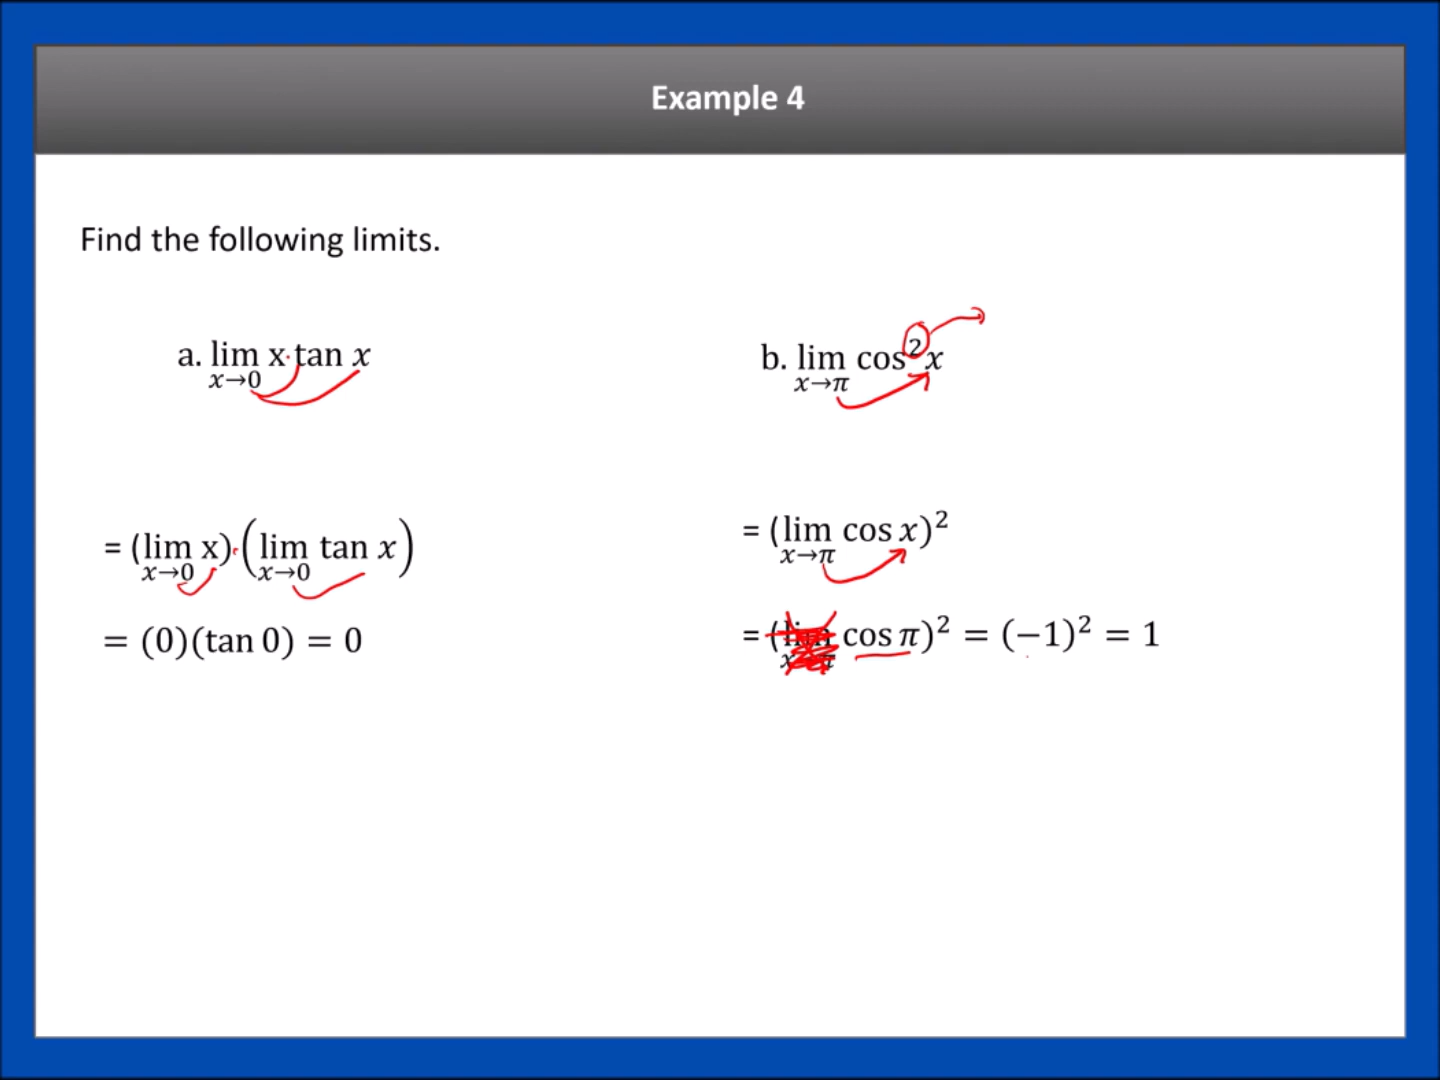 Example 4
Find the following limits.
a. lim x→0 x·tan x
b. lim x→π cos²x
= (lim x→0 x)·(lim x→0 tan x)
= (lim x→π cos x)²
= (0)(tan 0) = 0
= (lim x→π cos π)² = (−1)² = 1